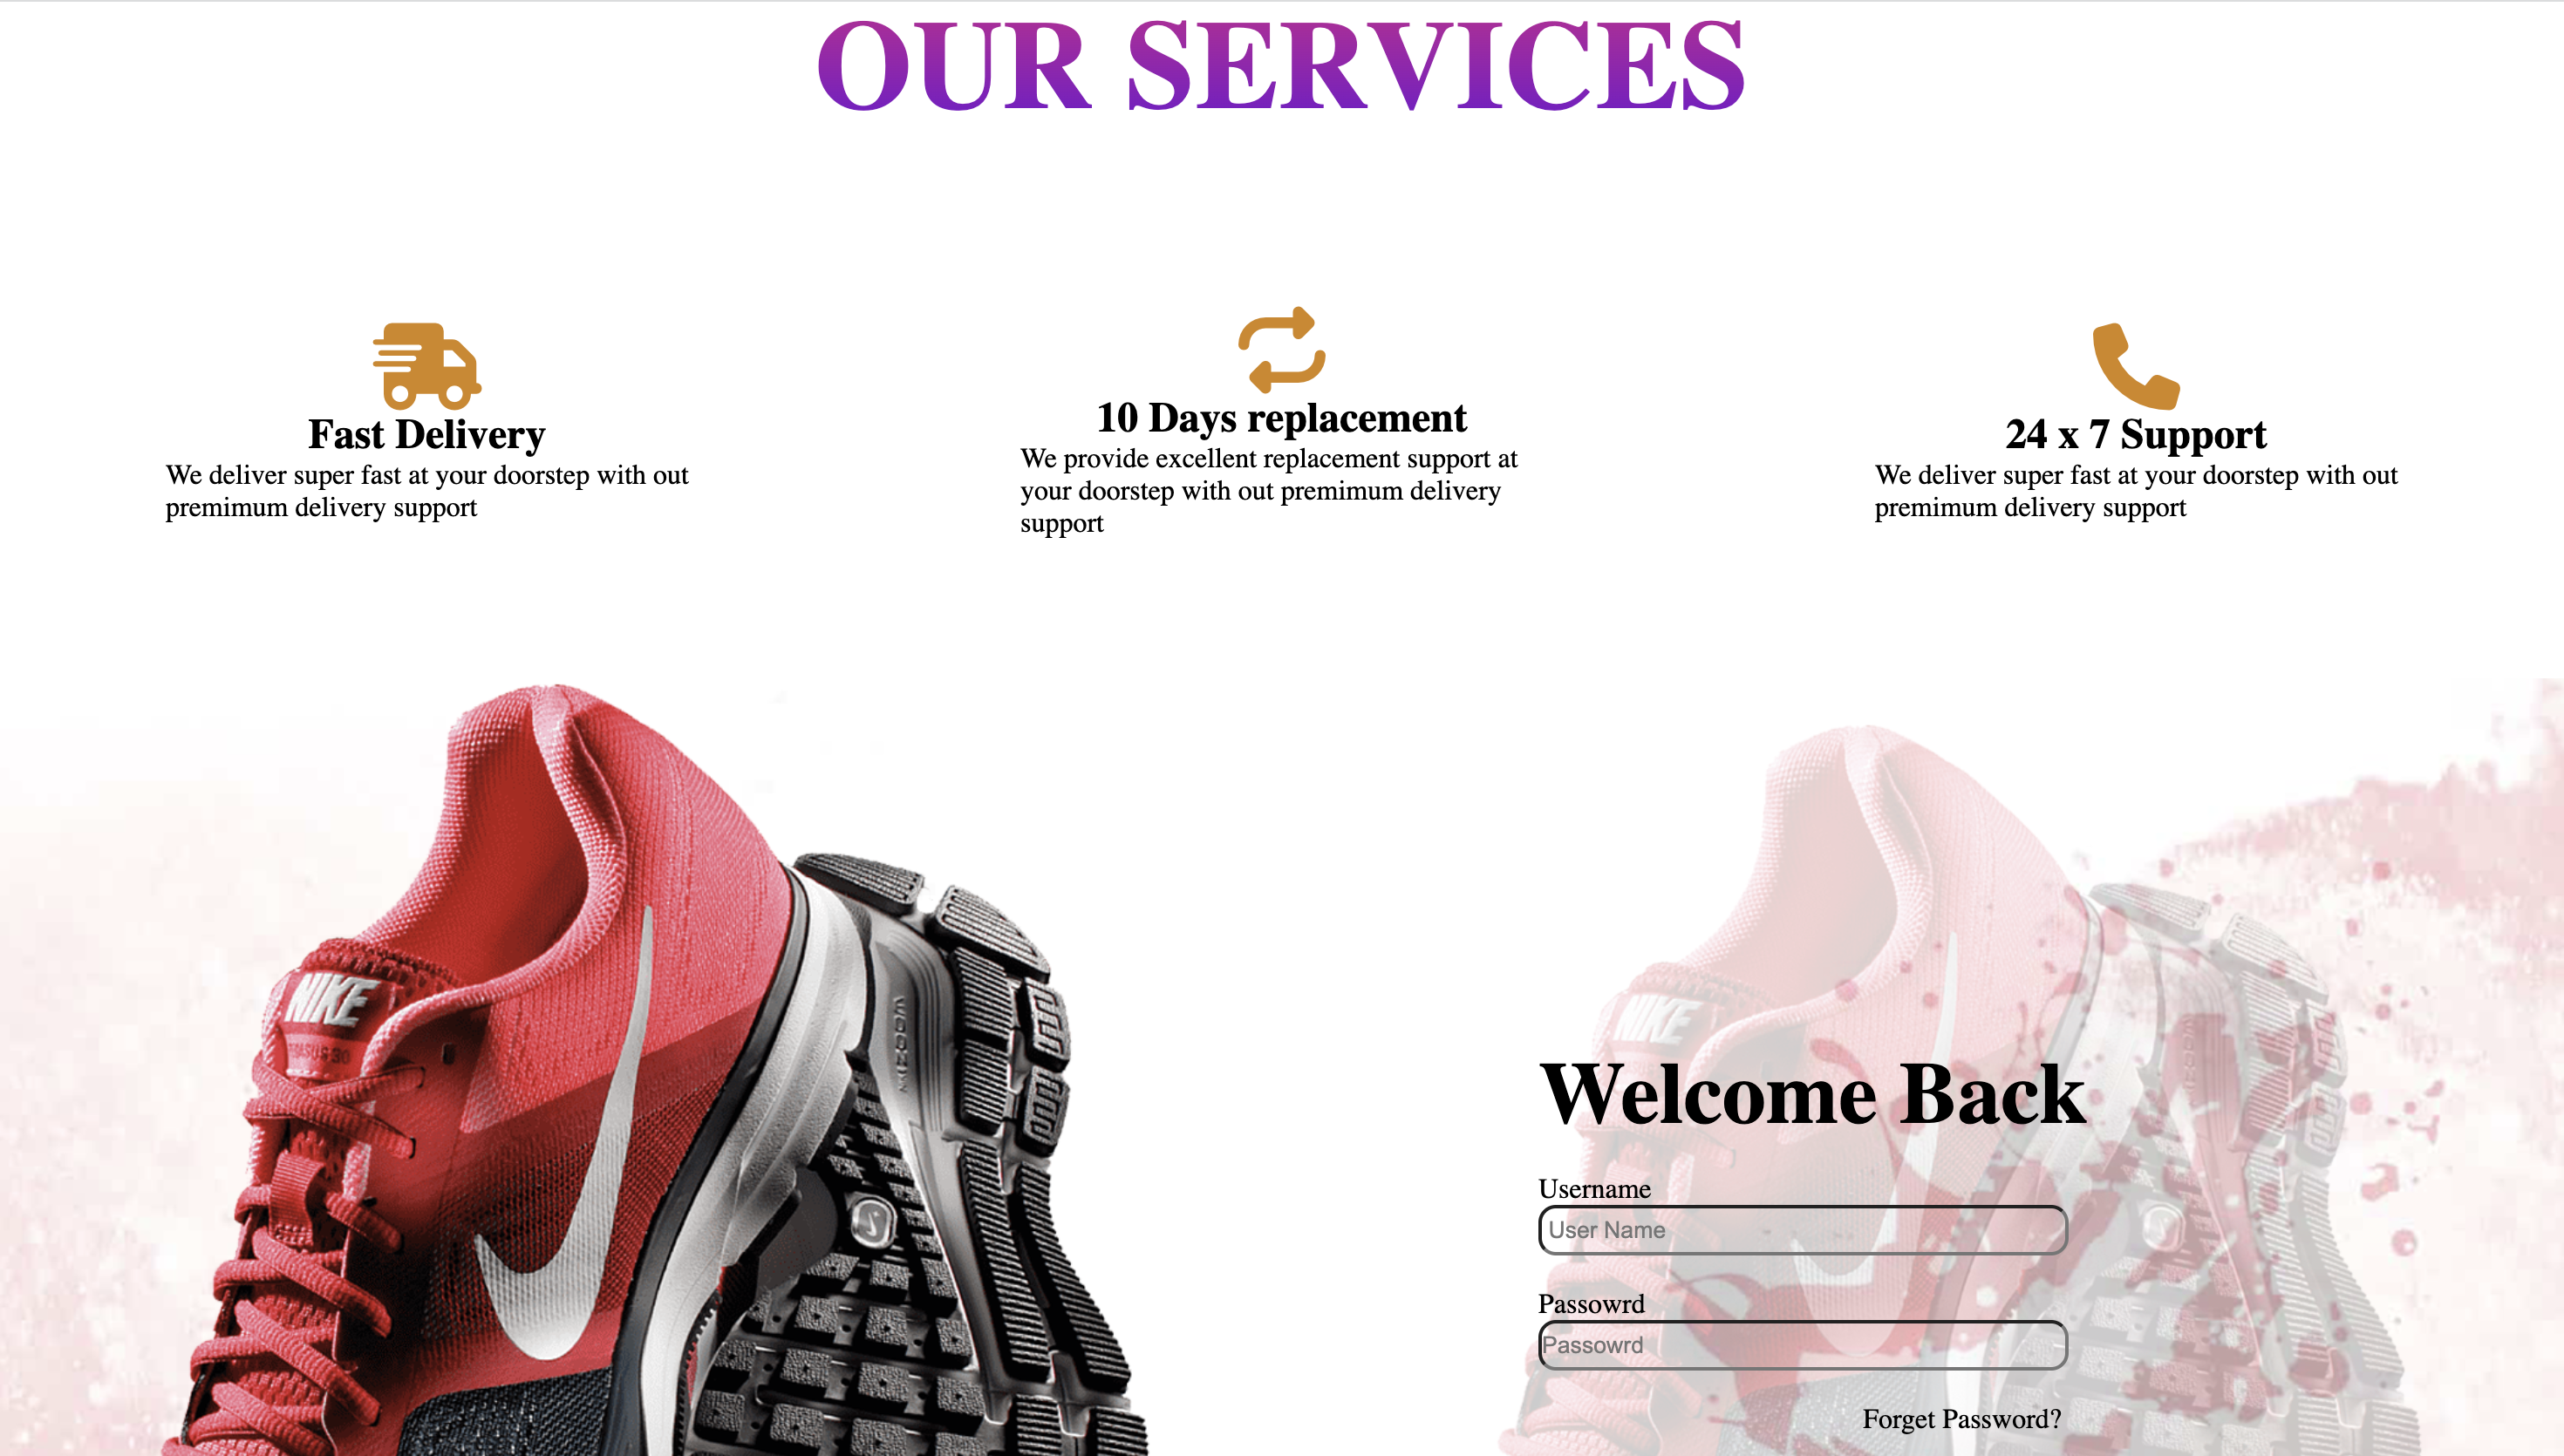 OUR SERVICES
Fast Delivery
We deliver super fast at your doorstep with out
premimum delivery support
10 Days replacement
We provide excellent replacement support at
your doorstep with out premimum delivery
support
24 x 7 Support
We deliver super fast at your doorstep with out
premimum delivery support
NIKE
NIKE
Welcome Back
Username
User Name
Passowrd
Passowrd
Forget Password?